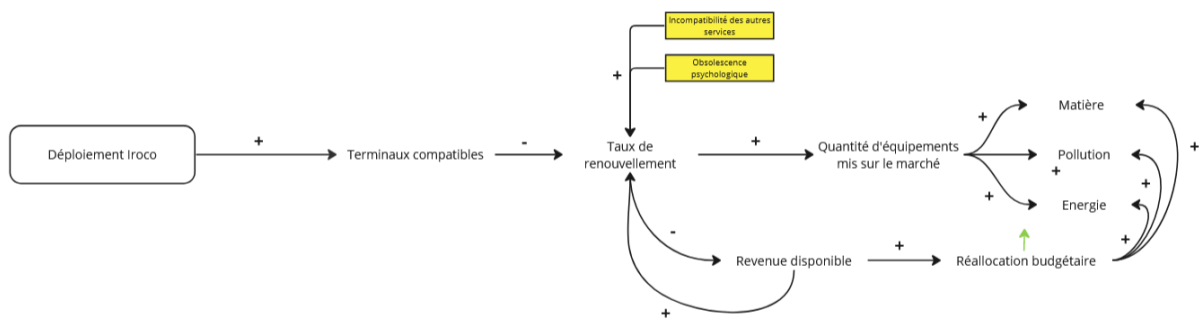 Incompatibilité des autres
services
Obsolescence
psychologique
+
Déploiement Iroco
+
Terminaux compatibles
-
Taux de
renouvellement
+
Quantité d'équipements
mis sur le marché
+
Matière
+
Pollution
+
+
+
Energie
-
Revenue disponible
+
Réallocation budgétaire
+
+